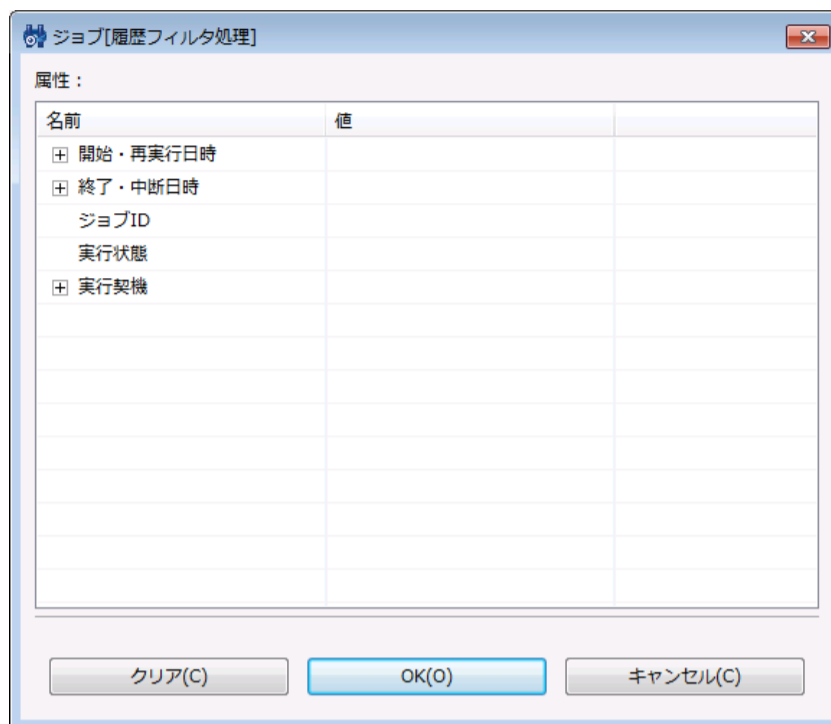 ジョブ[履歴フィルタ処理]
属性：
名前 値
開始・再実行日時
終了・中断日時
ジョブID
実行状態
実行契機
クリア(C) OK(O) キャンセル(C)